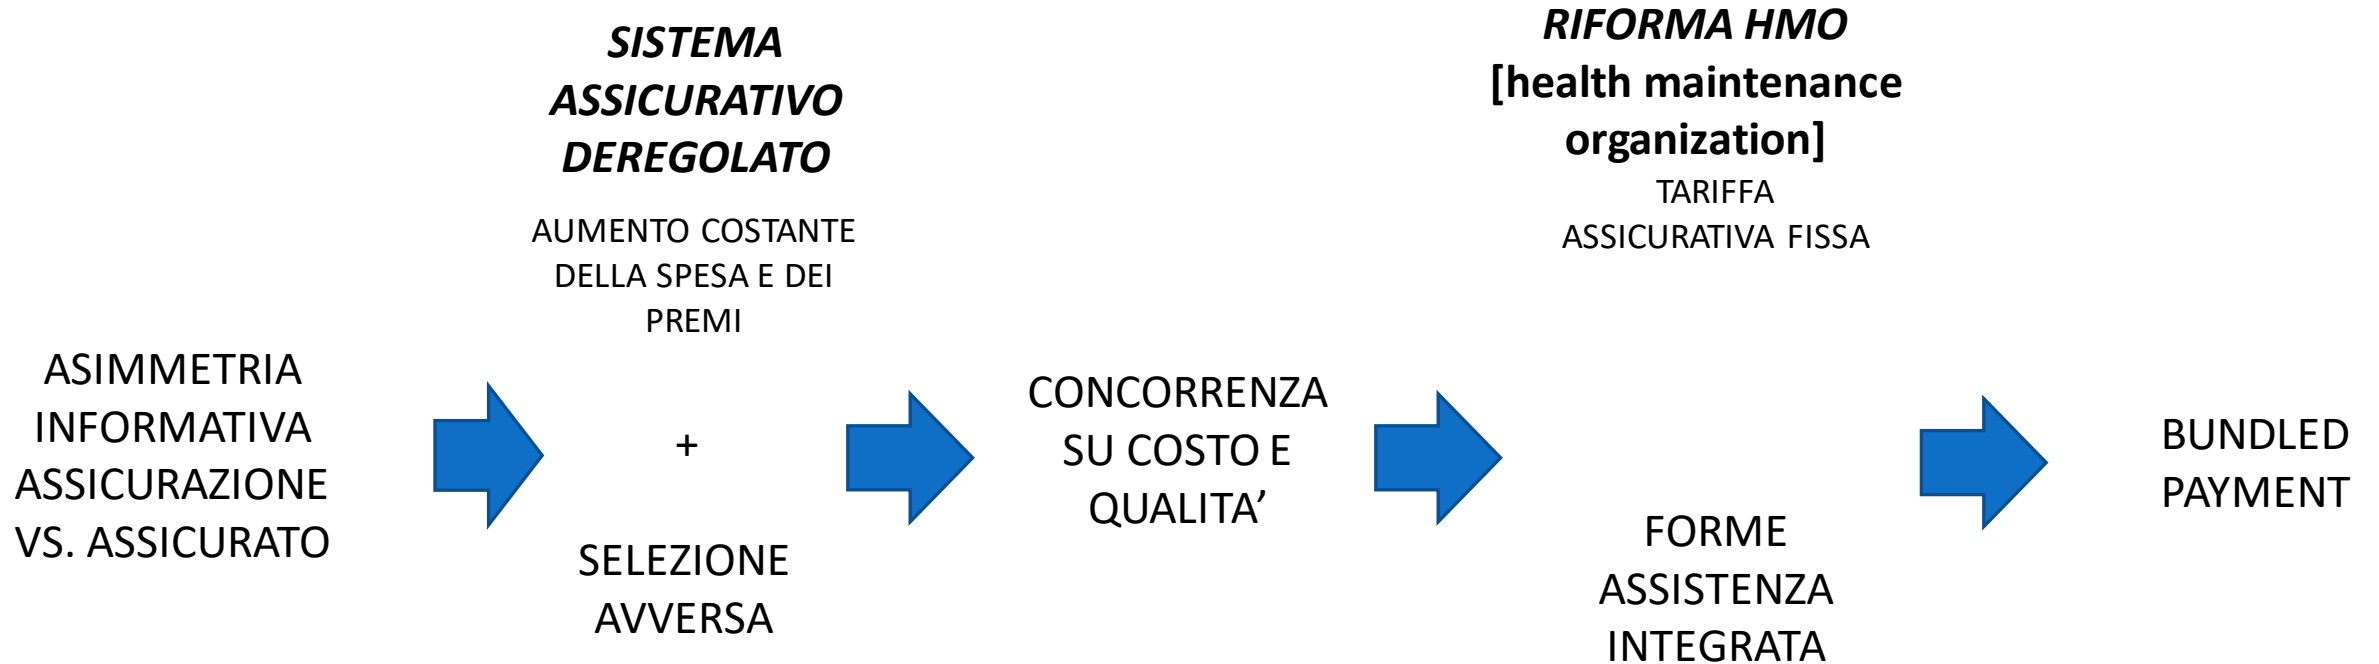 ASIMMETRIA
INFORMATIVA
ASSICURAZIONE
VS. ASSICURATO
SISTEMA
ASSICURATIVO
DEREGOLATO
AUMENTO COSTANTE
DELLA SPESA E DEI
PREMI
+
SELEZIONE
AVVERSA
CONCORRENZA
SU COSTO E
QUALITA’
RIFORMA HMO
[health maintenance
organization]
TARIFFA
ASSICURATIVA FISSA
FORME
ASSISTENZA
INTEGRATA
BUNDLED
PAYMENT